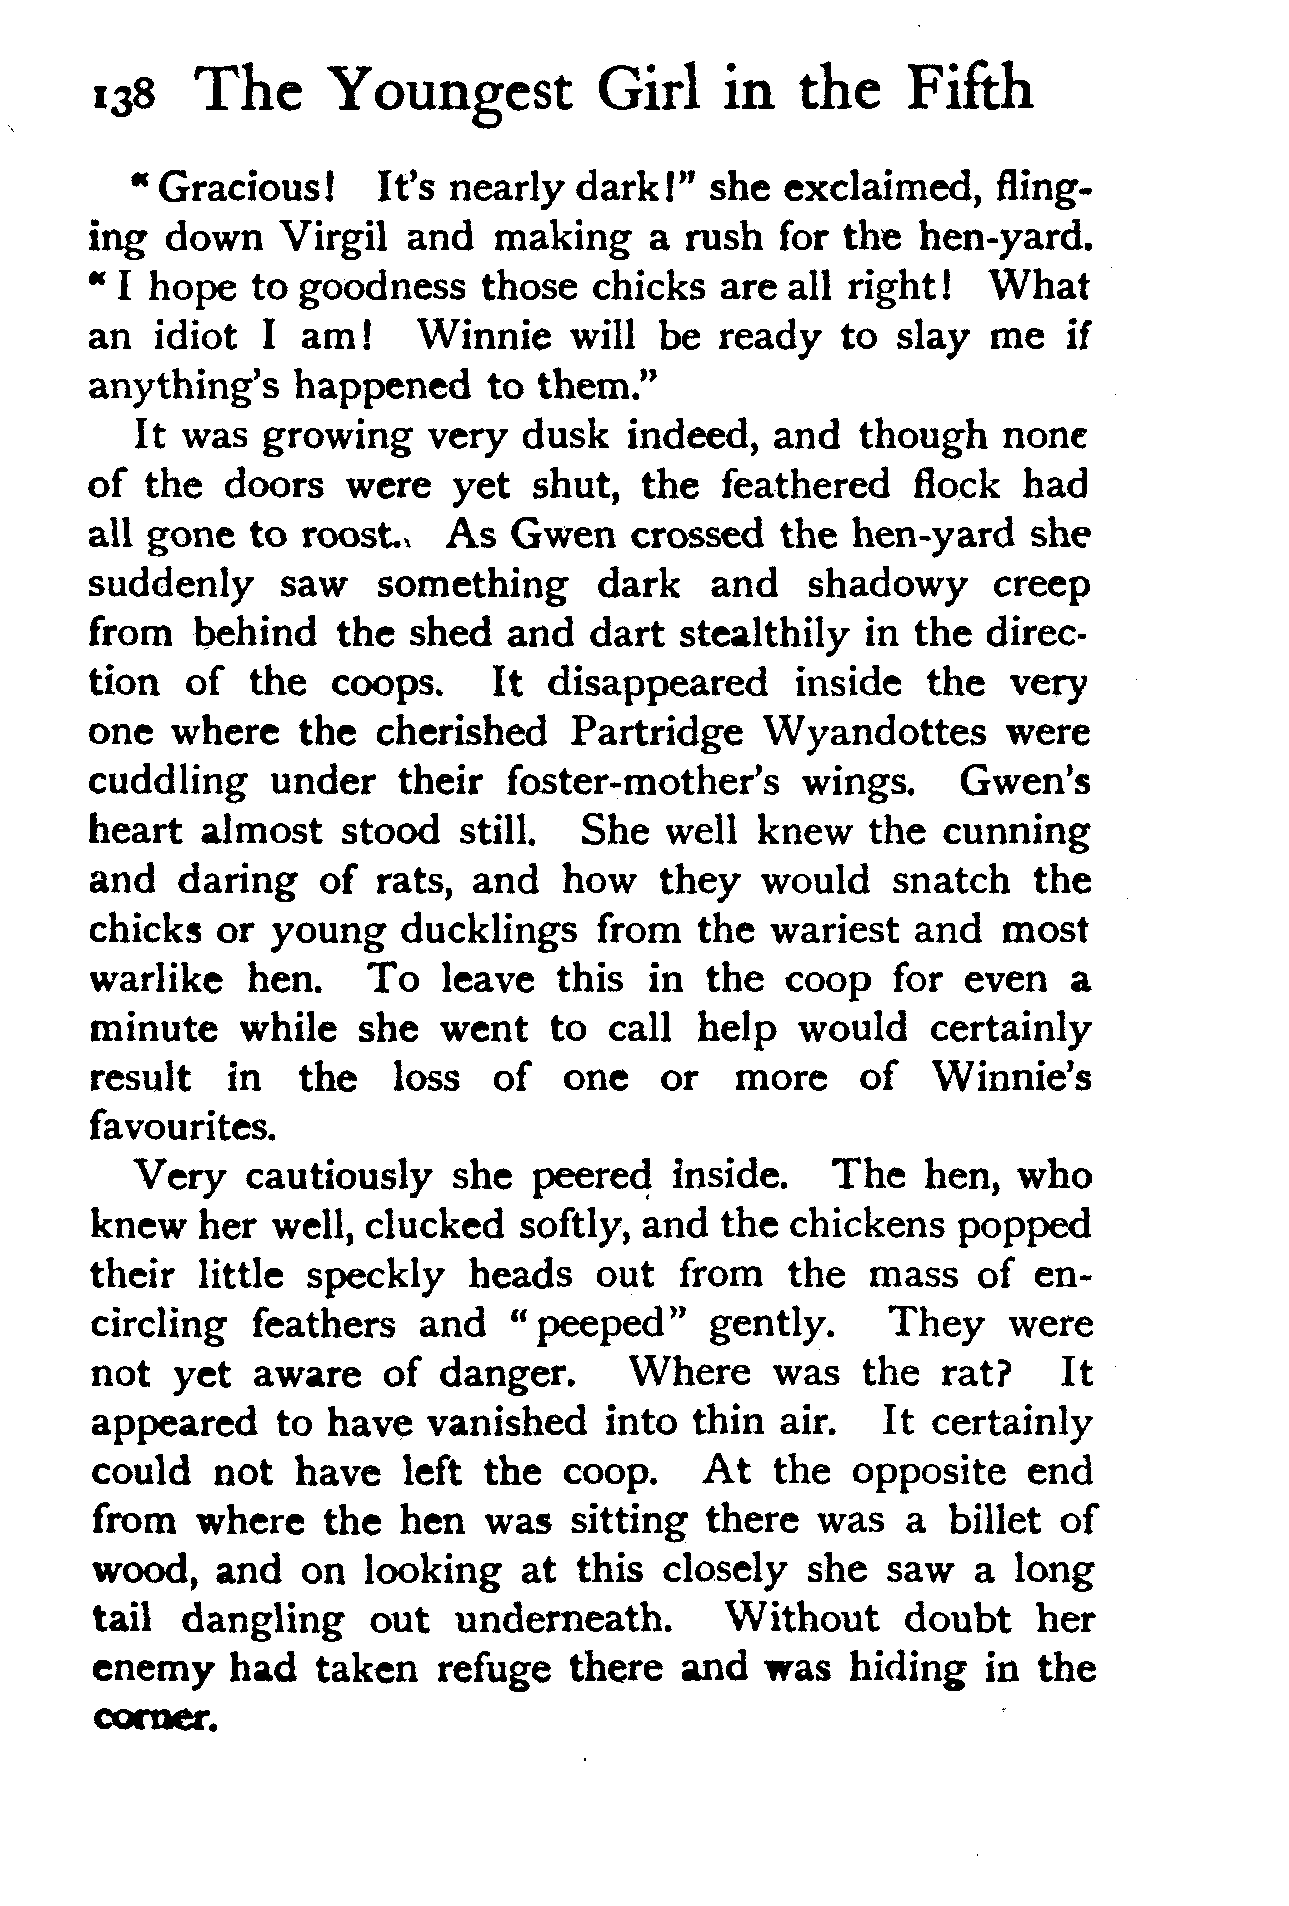 138 The Youngest Girl in the Fifth
“Gracious! It's nearly dark!” she exclaimed, fling-
ing down Virgil and making a rush for the hen-yard.
“I hope to goodness those chicks are all right! What
an idiot I am! Winnie will be ready to slay me if
anything's happened to them.”
It was growing very dusk indeed, and though none
of the doors were yet shut, the feathered flock had
all gone to roost. As Gwen crossed the hen-yard she
suddenly saw something dark and shadowy creep
from behind the shed and dart stealthily in the direc-
tion of the coops. It disappeared inside the very
one where the cherished Partridge Wyandottes were
cuddling under their foster-mother's wings. Gwen's
heart almost stood still. She well knew the cunning
and daring of rats, and how they would snatch the
chicks or young ducklings from the wariest and most
warlike hen. To leave this in the coop for even a
minute while she went to call help would certainly
result in the loss of one or more of Winnie's
favourites.
Very cautiously she peered inside. The hen, who
knew her well, clucked softly, and the chickens popped
their little speckly heads out from the mass of en-
circling feathers and “peeped” gently. They were
not yet aware of danger. Where was the rat? It
appeared to have vanished into thin air. It certainly
could not have left the coop. At the opposite end
from where the hen was sitting there was a billet of
wood, and on looking at this closely she saw a long
tail dangling out underneath. Without doubt her
enemy had taken refuge there and was hiding in the
corner.